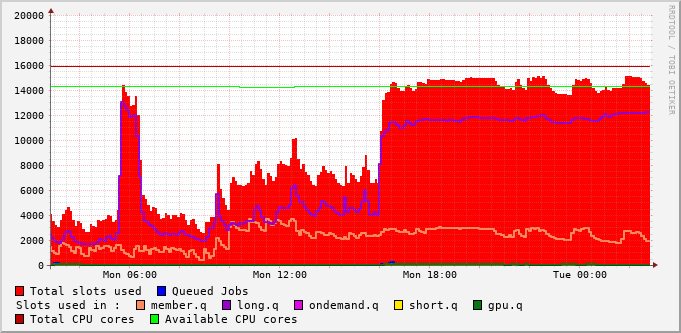 20000
18000
16000
14000
12000
10000
8000
6000
4000
2000
0
Mon 06:00 Mon 12:00 Mon 18:00 Tue 00:00
Total slots used Queued Jobs
Slots used in : member.q long.q ondemand.q short.q gpu.q
Total CPU cores Available CPU cores
RRDTOOL / TOBI OETIKER